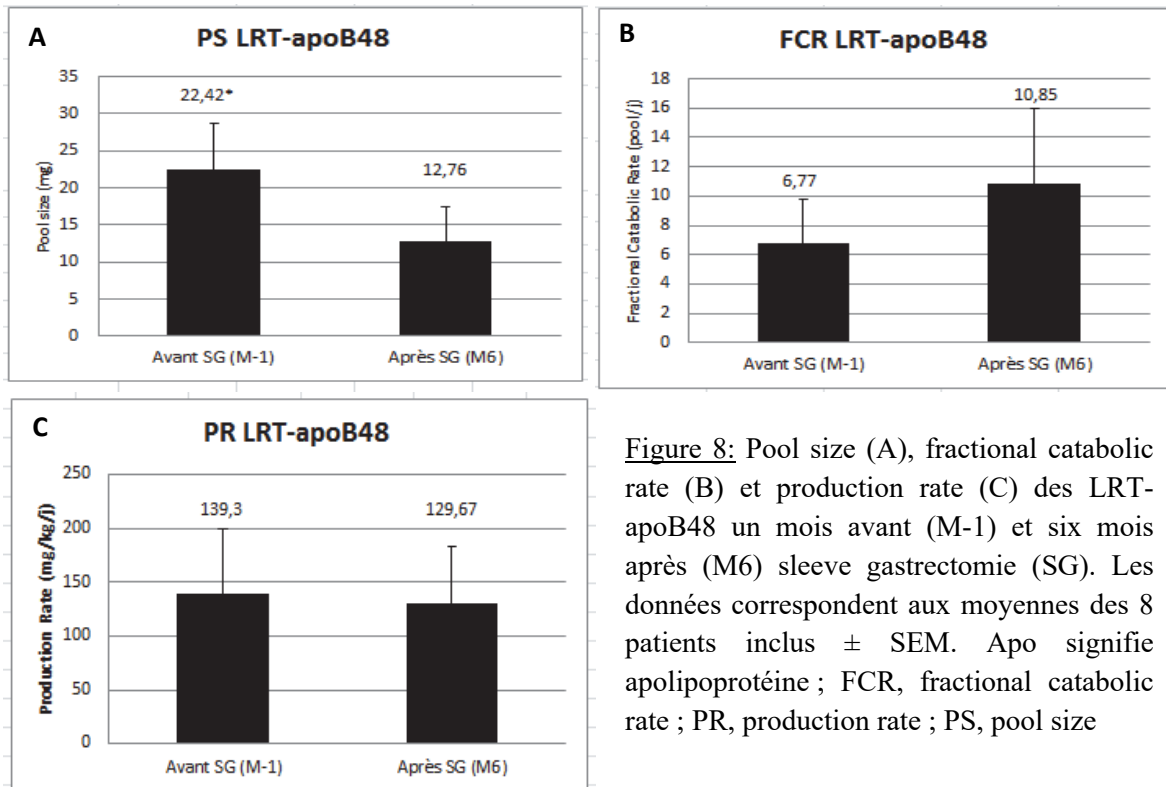 A
PS LRT-apoB48
Pool size (mg)
35
30
25
20
15
10
5
0
22,42*
12,76
Avant SG (M-1)
Après SG (M6)
B
FCR LRT-apoB48
Fractional Catabolic Rate (pool/j)
18
16
14
12
10
8
6
4
2
0
6,77
10,85
Avant SG (M-1)
Après SG (M6)
C
PR LRT-apoB48
Production Rate (mg/kg/j)
250
200
150
100
50
0
139,3
129,67
Avant SG (M-1)
Après SG (M6)
Figure 8: Pool size (A), fractional catabolic
rate (B) et production rate (C) des LRT-
apoB48 un mois avant (M-1) et six mois
après (M6) sleeve gastrectomie (SG). Les
données correspondent aux moyennes des 8
patients inclus ± SEM. Apo signifie
apolipoprotéine ; FCR, fractional catabolic
rate ; PR, production rate ; PS, pool size